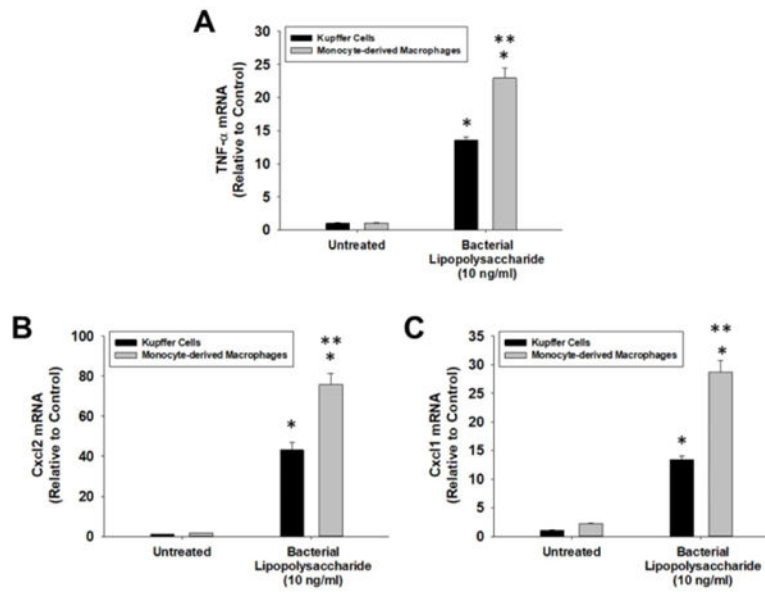 A
TNF-α mRNA
(Relative to Control)
30
25
20
15
10
5
0
Kupffer Cells
Monocyte-derived Macrophages
*
**
*
Untreated
Bacterial
Lipopolysaccharide
(10 ng/ml)
B
Cxcl2 mRNA
(Relative to Control)
100
80
60
40
20
0
Kupffer Cells
Monocyte-derived Macrophages
*
**
*
Untreated
Bacterial
Lipopolysaccharide
(10 ng/ml)
C
Cxcl1 mRNA
(Relative to Control)
35
30
25
20
15
10
5
0
Kupffer Cells
Monocyte-derived Macrophages
*
**
*
Untreated
Bacterial
Lipopolysaccharide
(10 ng/ml)